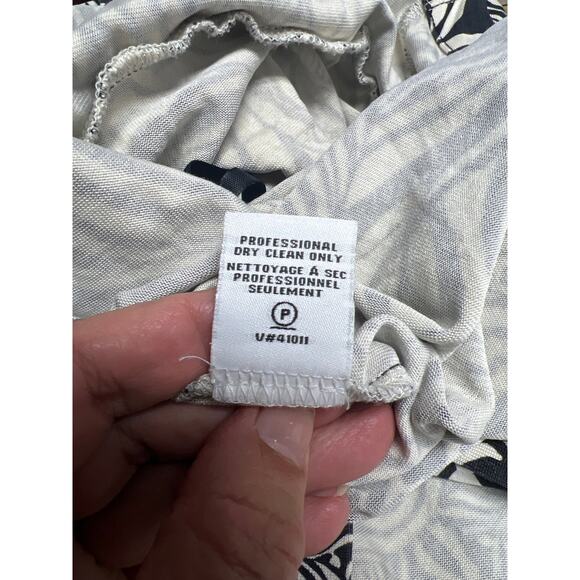 PROFESSIONAL
DRY CLEAN ONLY
NETTOYAGE À SEC
PROFESSIONNEL
SEULEMENT
P
V#41011